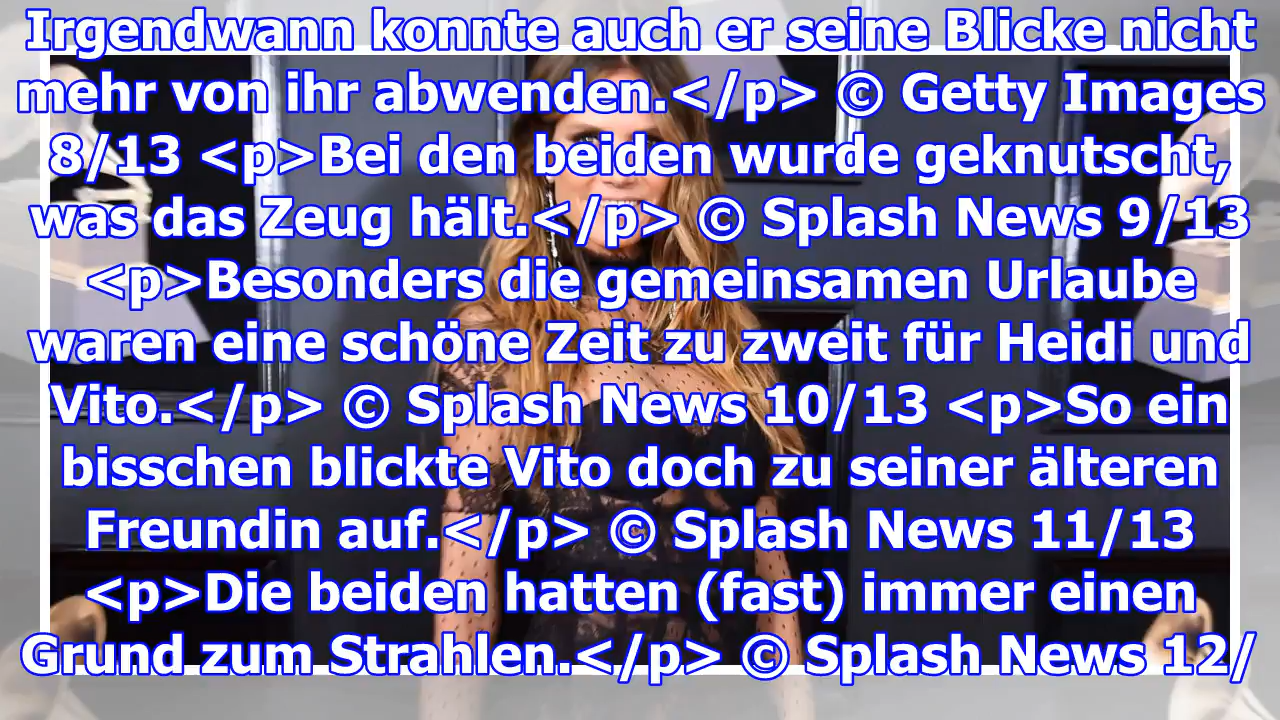 Irgendwann konnte auch er seine Blicke nicht
mehr von ihr abwenden.</p> © Getty Images
8/13 <p>Bei den beiden wurde geknutscht,
was das Zeug hält.</p> © Splash News 9/13
<p>Besonders die gemeinsamen Urlaube
waren eine schöne Zeit zu zweit für Heidi und
Vito.</p> © Splash News 10/13 <p>So ein
bisschen blickte Vito doch zu seiner älteren
Freundin auf.</p> © Splash News 11/13
<p>Die beiden hatten (fast) immer einen
Grund zum Strahlen.</p> © Splash News 12/